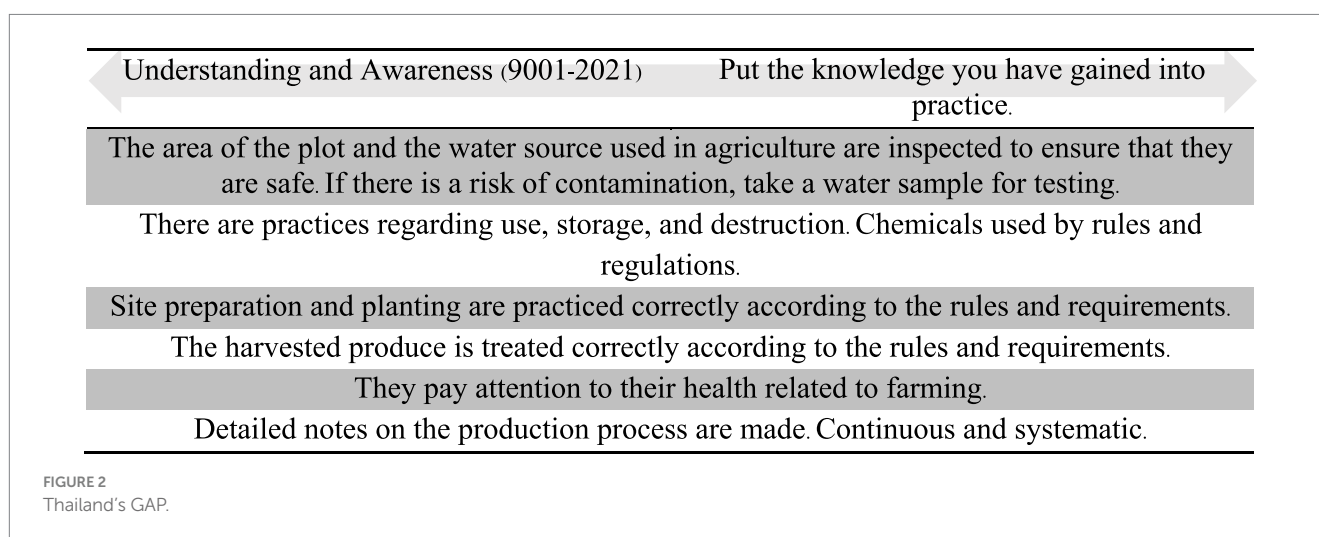 Understanding and Awareness (9001-2021)
Put the knowledge you have gained into
practice.
The area of the plot and the water source used in agriculture are inspected to ensure that they
are safe. If there is a risk of contamination, take a water sample for testing.
There are practices regarding use, storage, and destruction. Chemicals used by rules and
regulations.
Site preparation and planting are practiced correctly according to the rules and requirements.
The harvested produce is treated correctly according to the rules and requirements.
They pay attention to their health related to farming.
Detailed notes on the production process are made. Continuous and systematic.
FIGURE 2
Thailand's GAP.